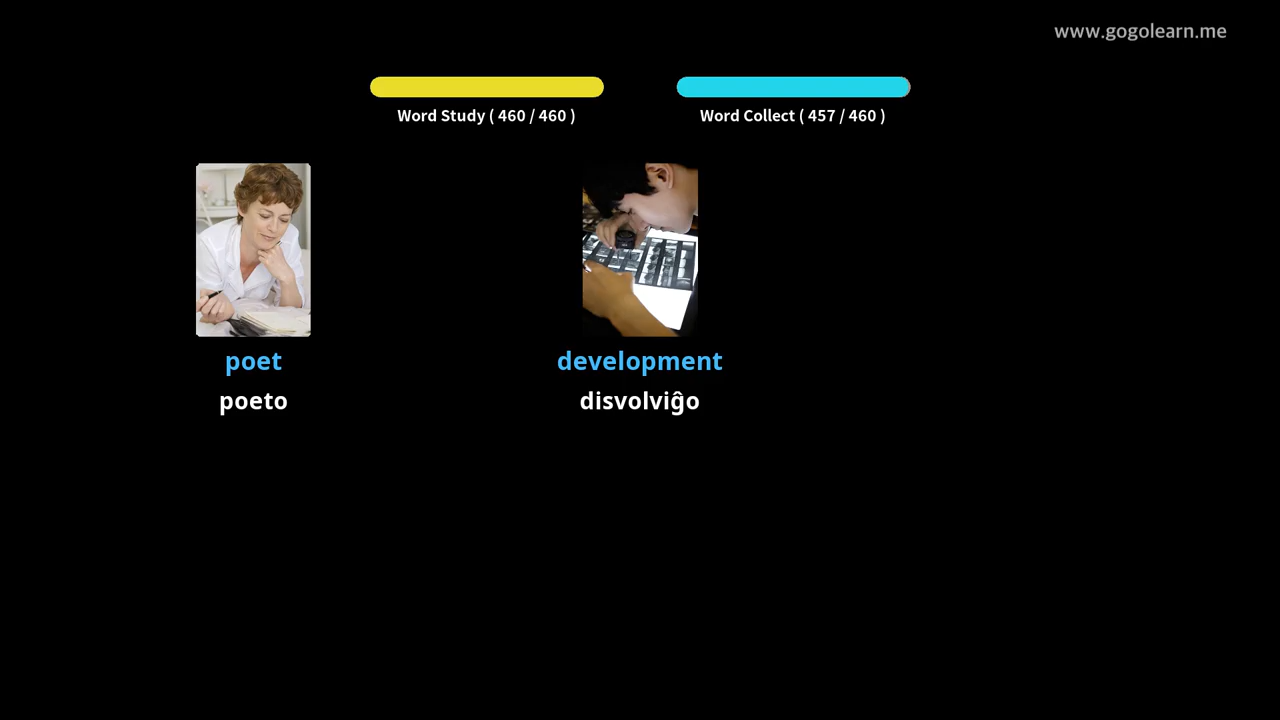 www.gogolearn.me
Word Study ( 460 / 460 )
Word Collect ( 457 / 460 )
poet
development
poeto
disvolviĝo